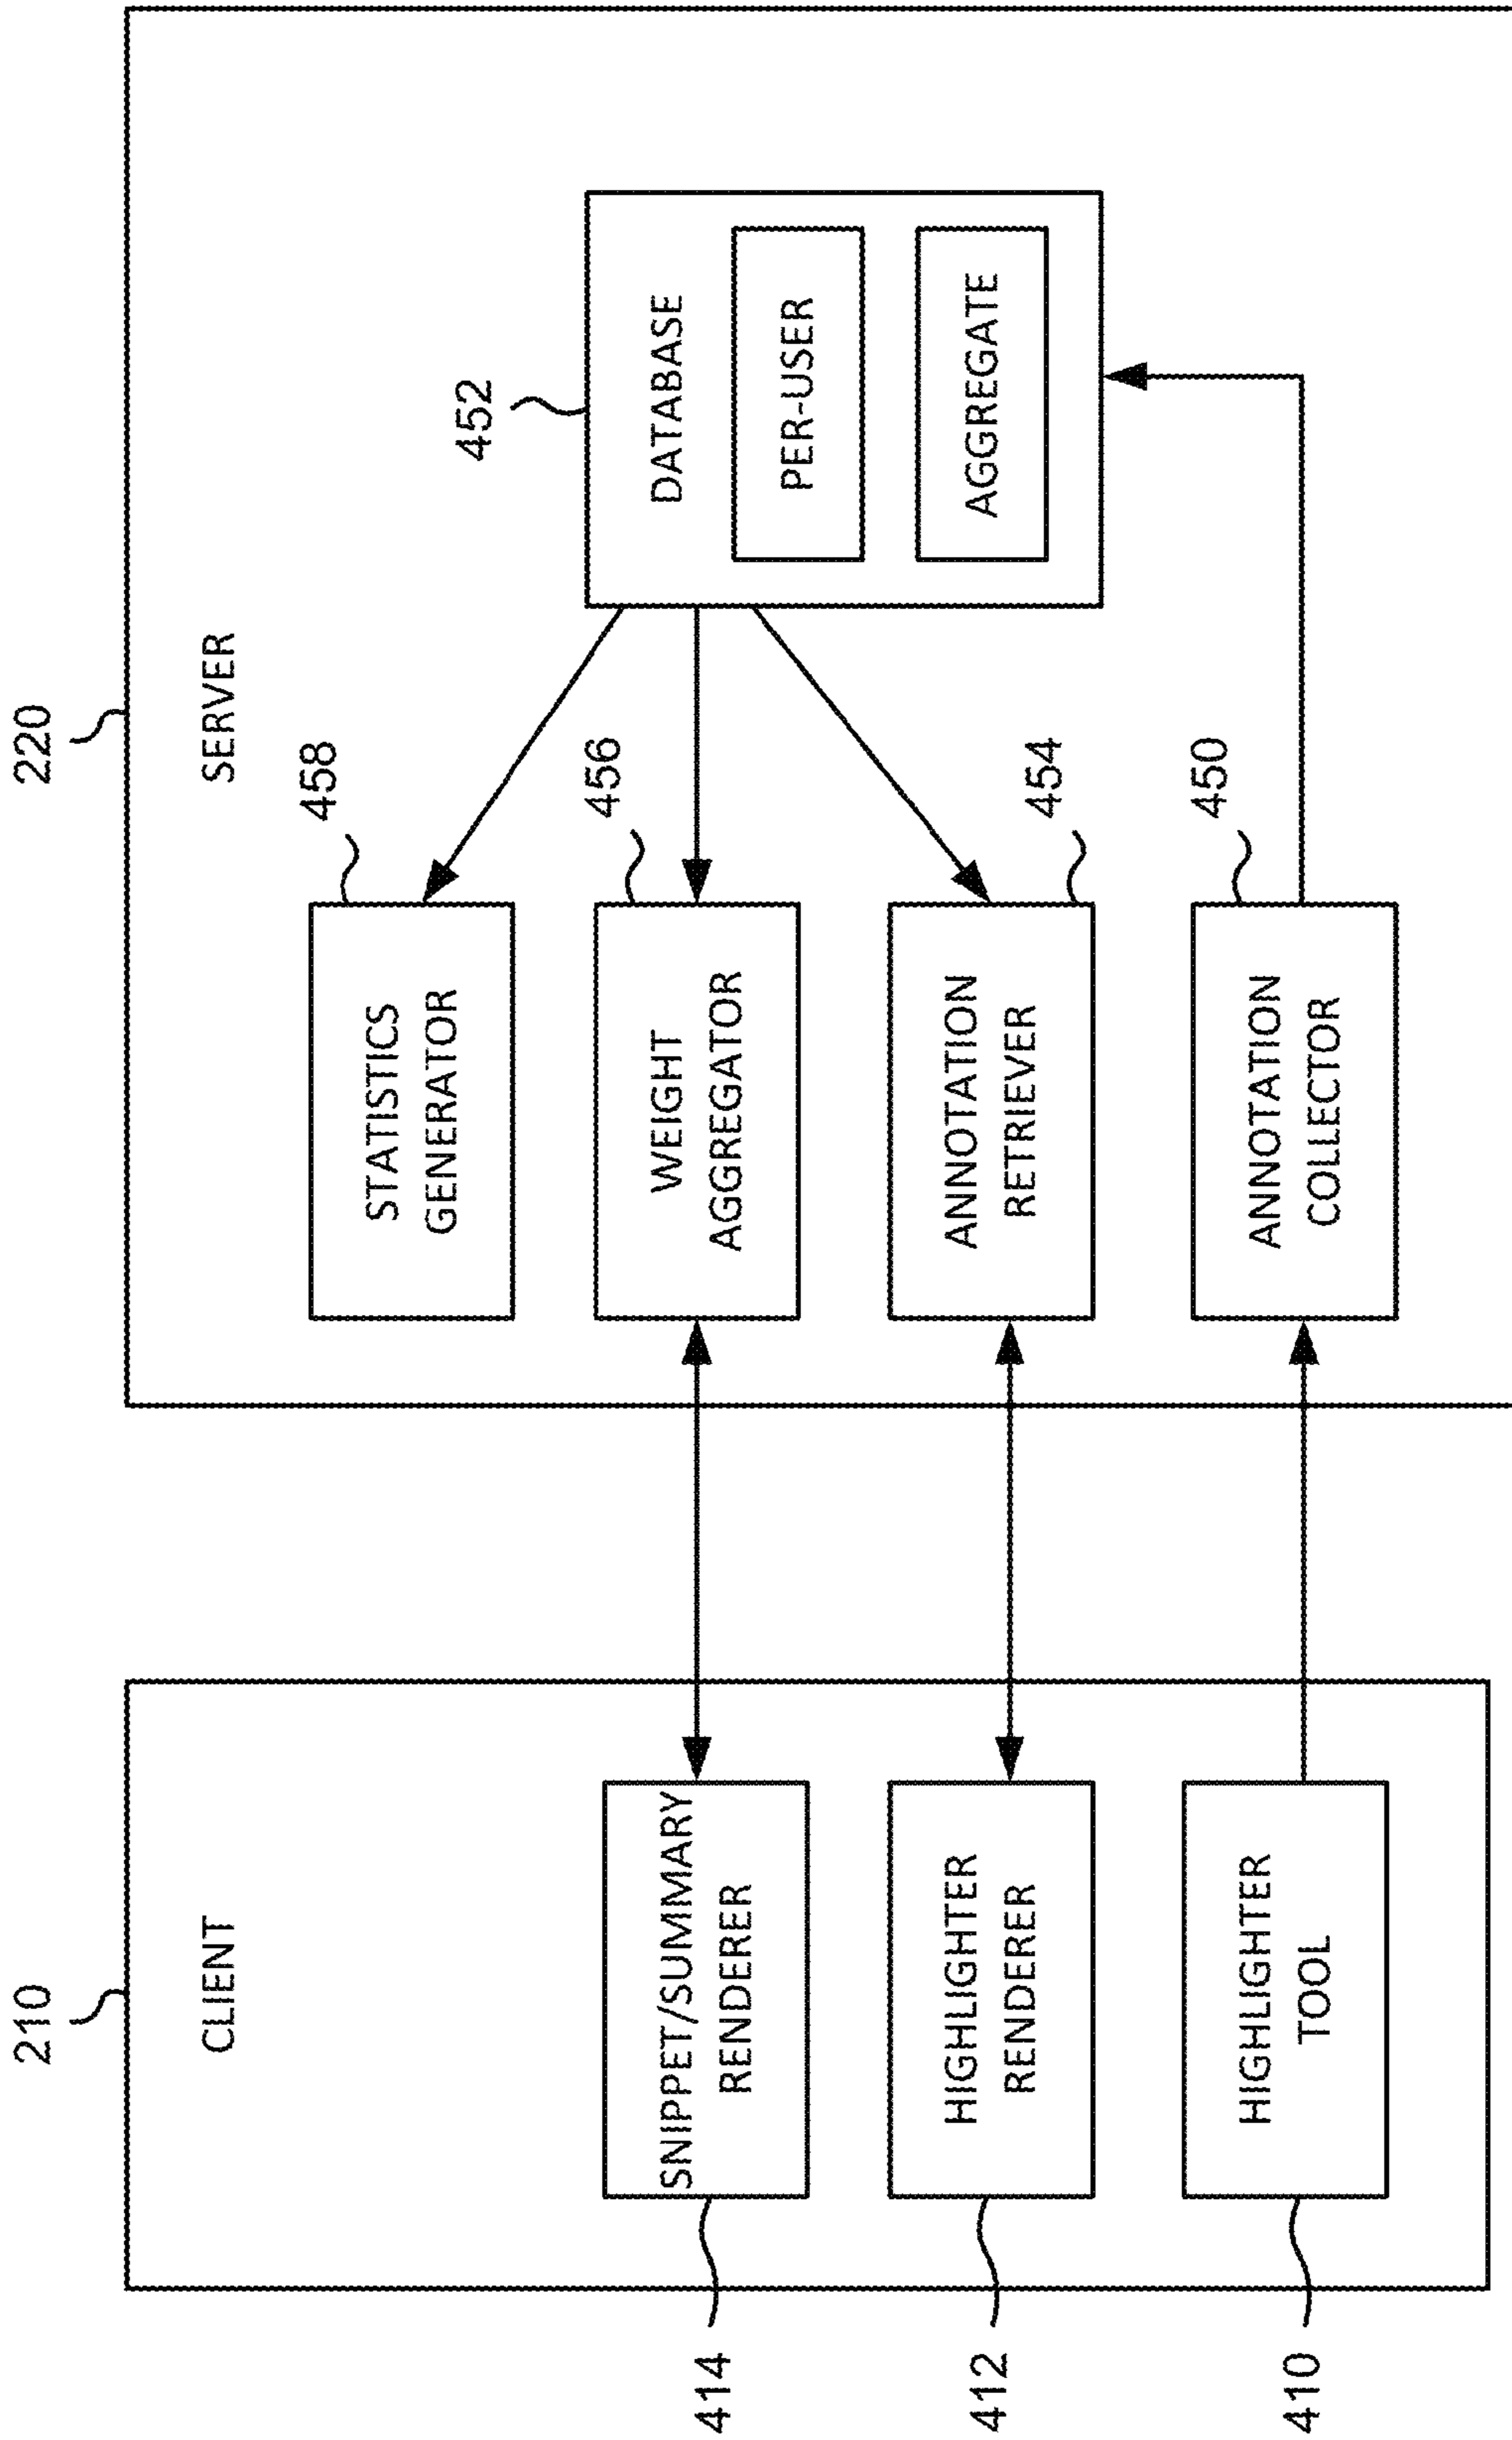 210
CLIENT
414
SNIPPET/SUMMARY
RENDERER
412
HIGHLIGHTER
RENDERER
410
HIGHLIGHTER
TOOL
220
SERVER
458
STATISTICS
GENERATOR
456
WEIGHT
AGGREGATOR
454
ANNOTATION
RETRIEVER
450
ANNOTATION
COLLECTOR
452
DATABASE
PER-USER
AGGREGATE